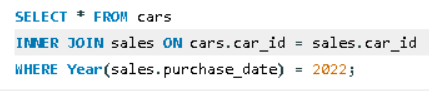 SELECT * FROM cars
INNER JOIN sales ON cars.car_id = sales.car_id
WHERE Year(sales.purchase_date) = 2022;